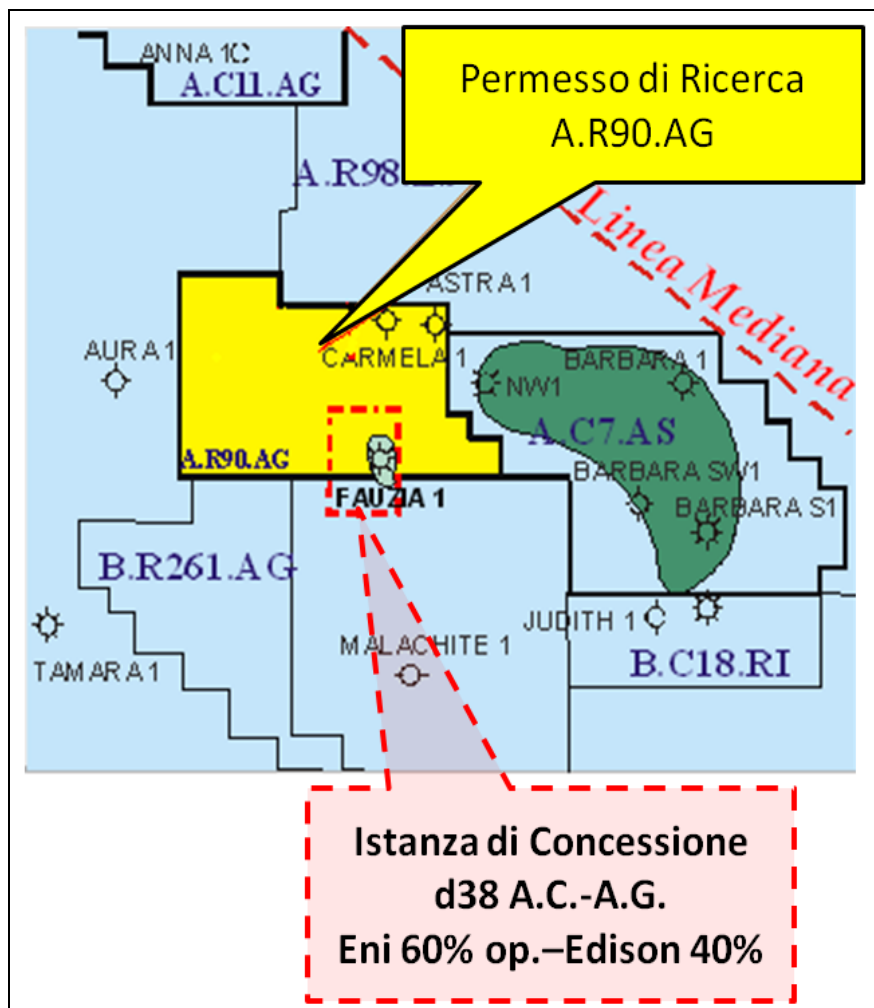 ANNA 1C
A.C11.AG
Permesso di Ricerca
A.R90.AG
A.R98.
Linea Mediana
ASTRA 1
AURA 1
CARMELA 1
NW1
BARBARA 1
A.C7.AS
A.R90.AG
BARBARA SW1
FAUZIA 1
BARBARA S1
B.R261.AG
TAMARA 1
MALACHITE 1
JUDITH 1
B.C18.RI
Istanza di Concessione
d38 A.C.-A.G.
Eni 60% op.–Edison 40%